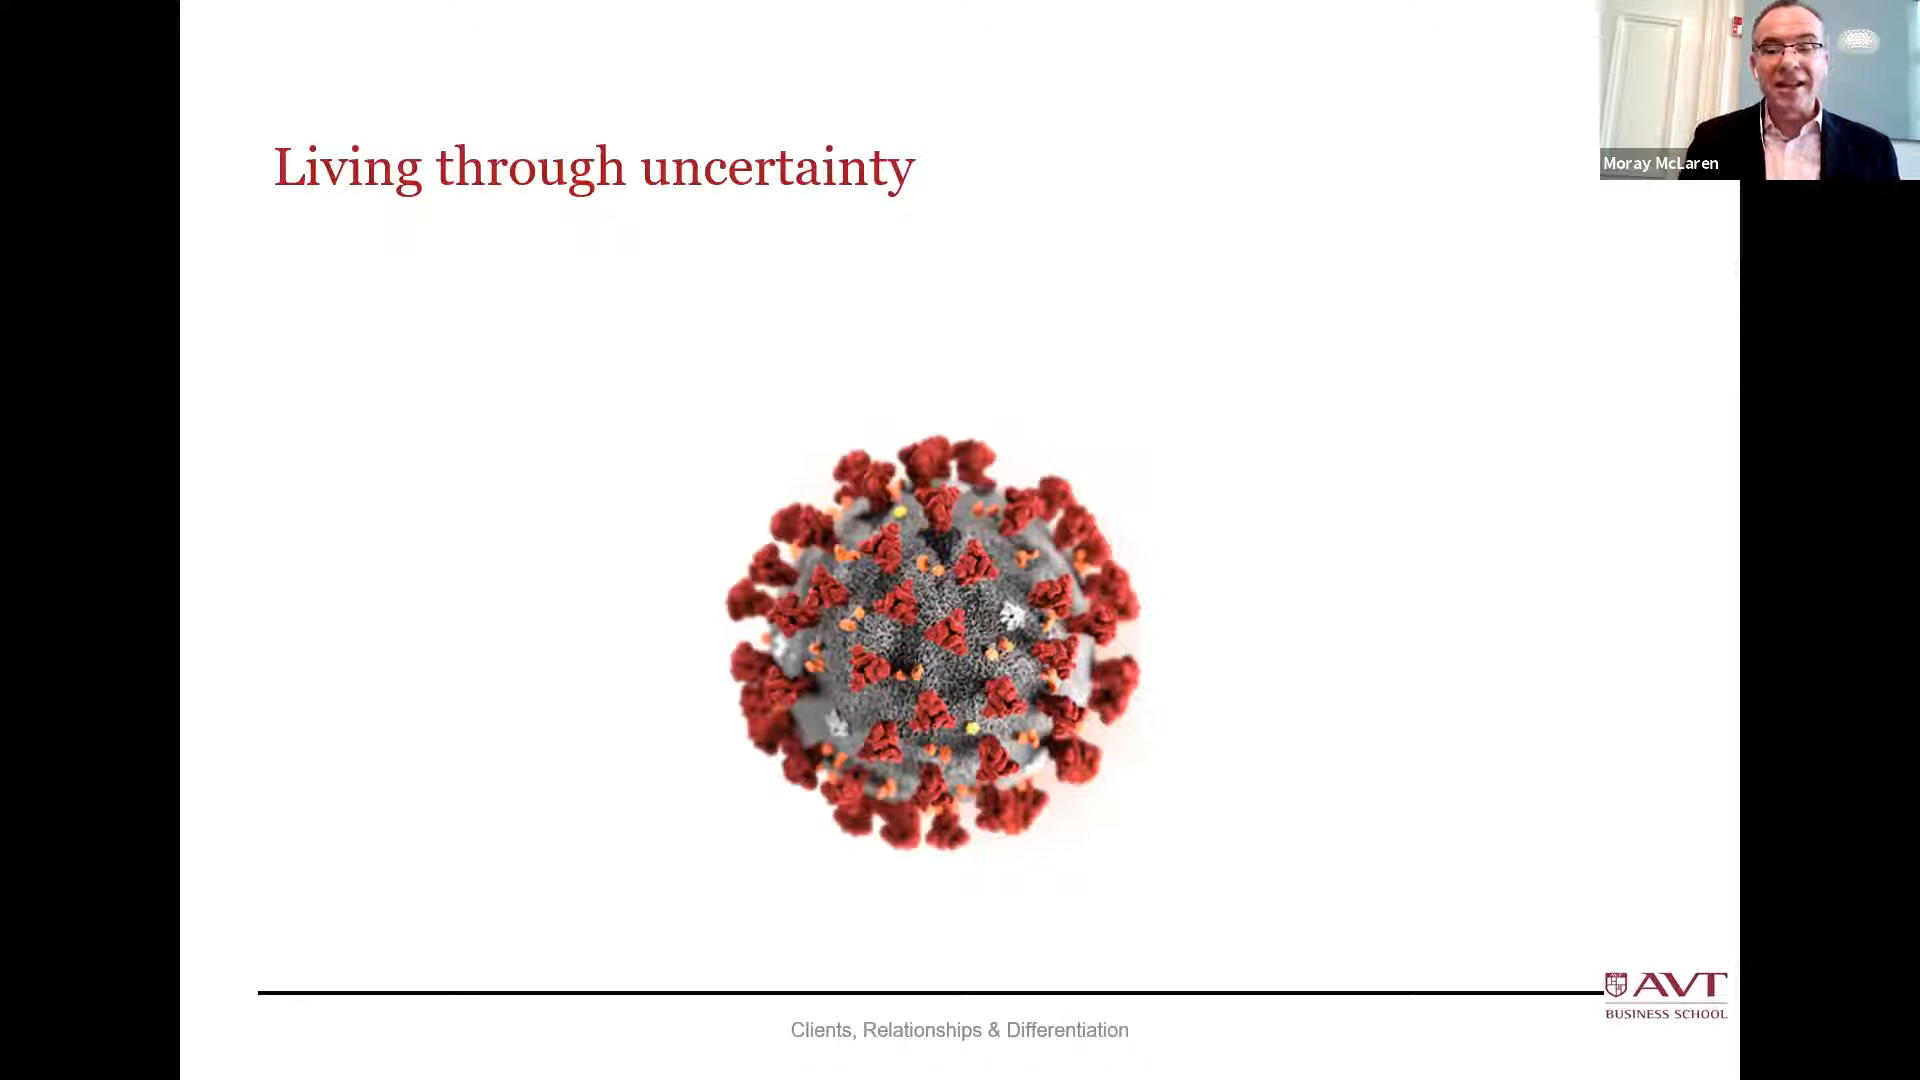 Living through uncertainty
Moray McLaren
AVT
BUSINESS SCHOOL
Clients, Relationships & Differentiation